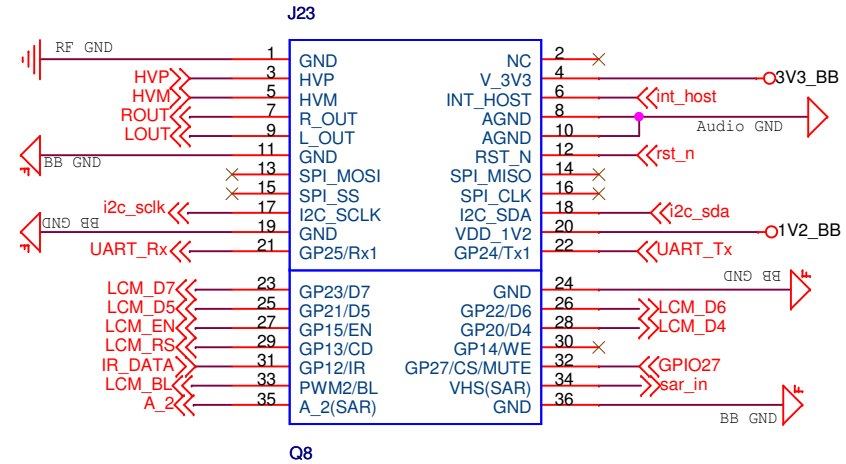 J23
RF GND 1 GND NC 2
HVP 3 HVP V_3V3 4 3V3_BB
HVM 5 HVM INT_HOST 6 int_host
ROUT 7 R_OUT AGND 8 Audio GND
LOUT 9 L_OUT AGND 10
BB GND 11 GND RST_N 12 rst_n
13 SPI_MOSI SPI_MISO 14
15 SPI_SS SPI_CLK 16
i2c_sclk 17 I2C_SCLK I2C_SDA 18 i2c_sda
BB GND 19 GND VDD_1V2 20 1V2_BB
UART_Rx 21 GP25/Rx1 GP24/Tx1 22 UART_Tx
LCM_D7 23 GP23/D7 GND 24 BB GND
LCM_D5 25 GP21/D5 GP22/D6 26 LCM_D6
LCM_EN 27 GP15/EN GP20/D4 28 LCM_D4
LCM_RS 29 GP13/CD GP14/WE 30
IR_DATA 31 GP12/IR GP27/CS/MUTE 32 GPIO27
LCM_BL 33 PWM2/BL VHS(SAR) 34 sar_in
A_2 35 A_2(SAR) GND 36 BB GND
Q8